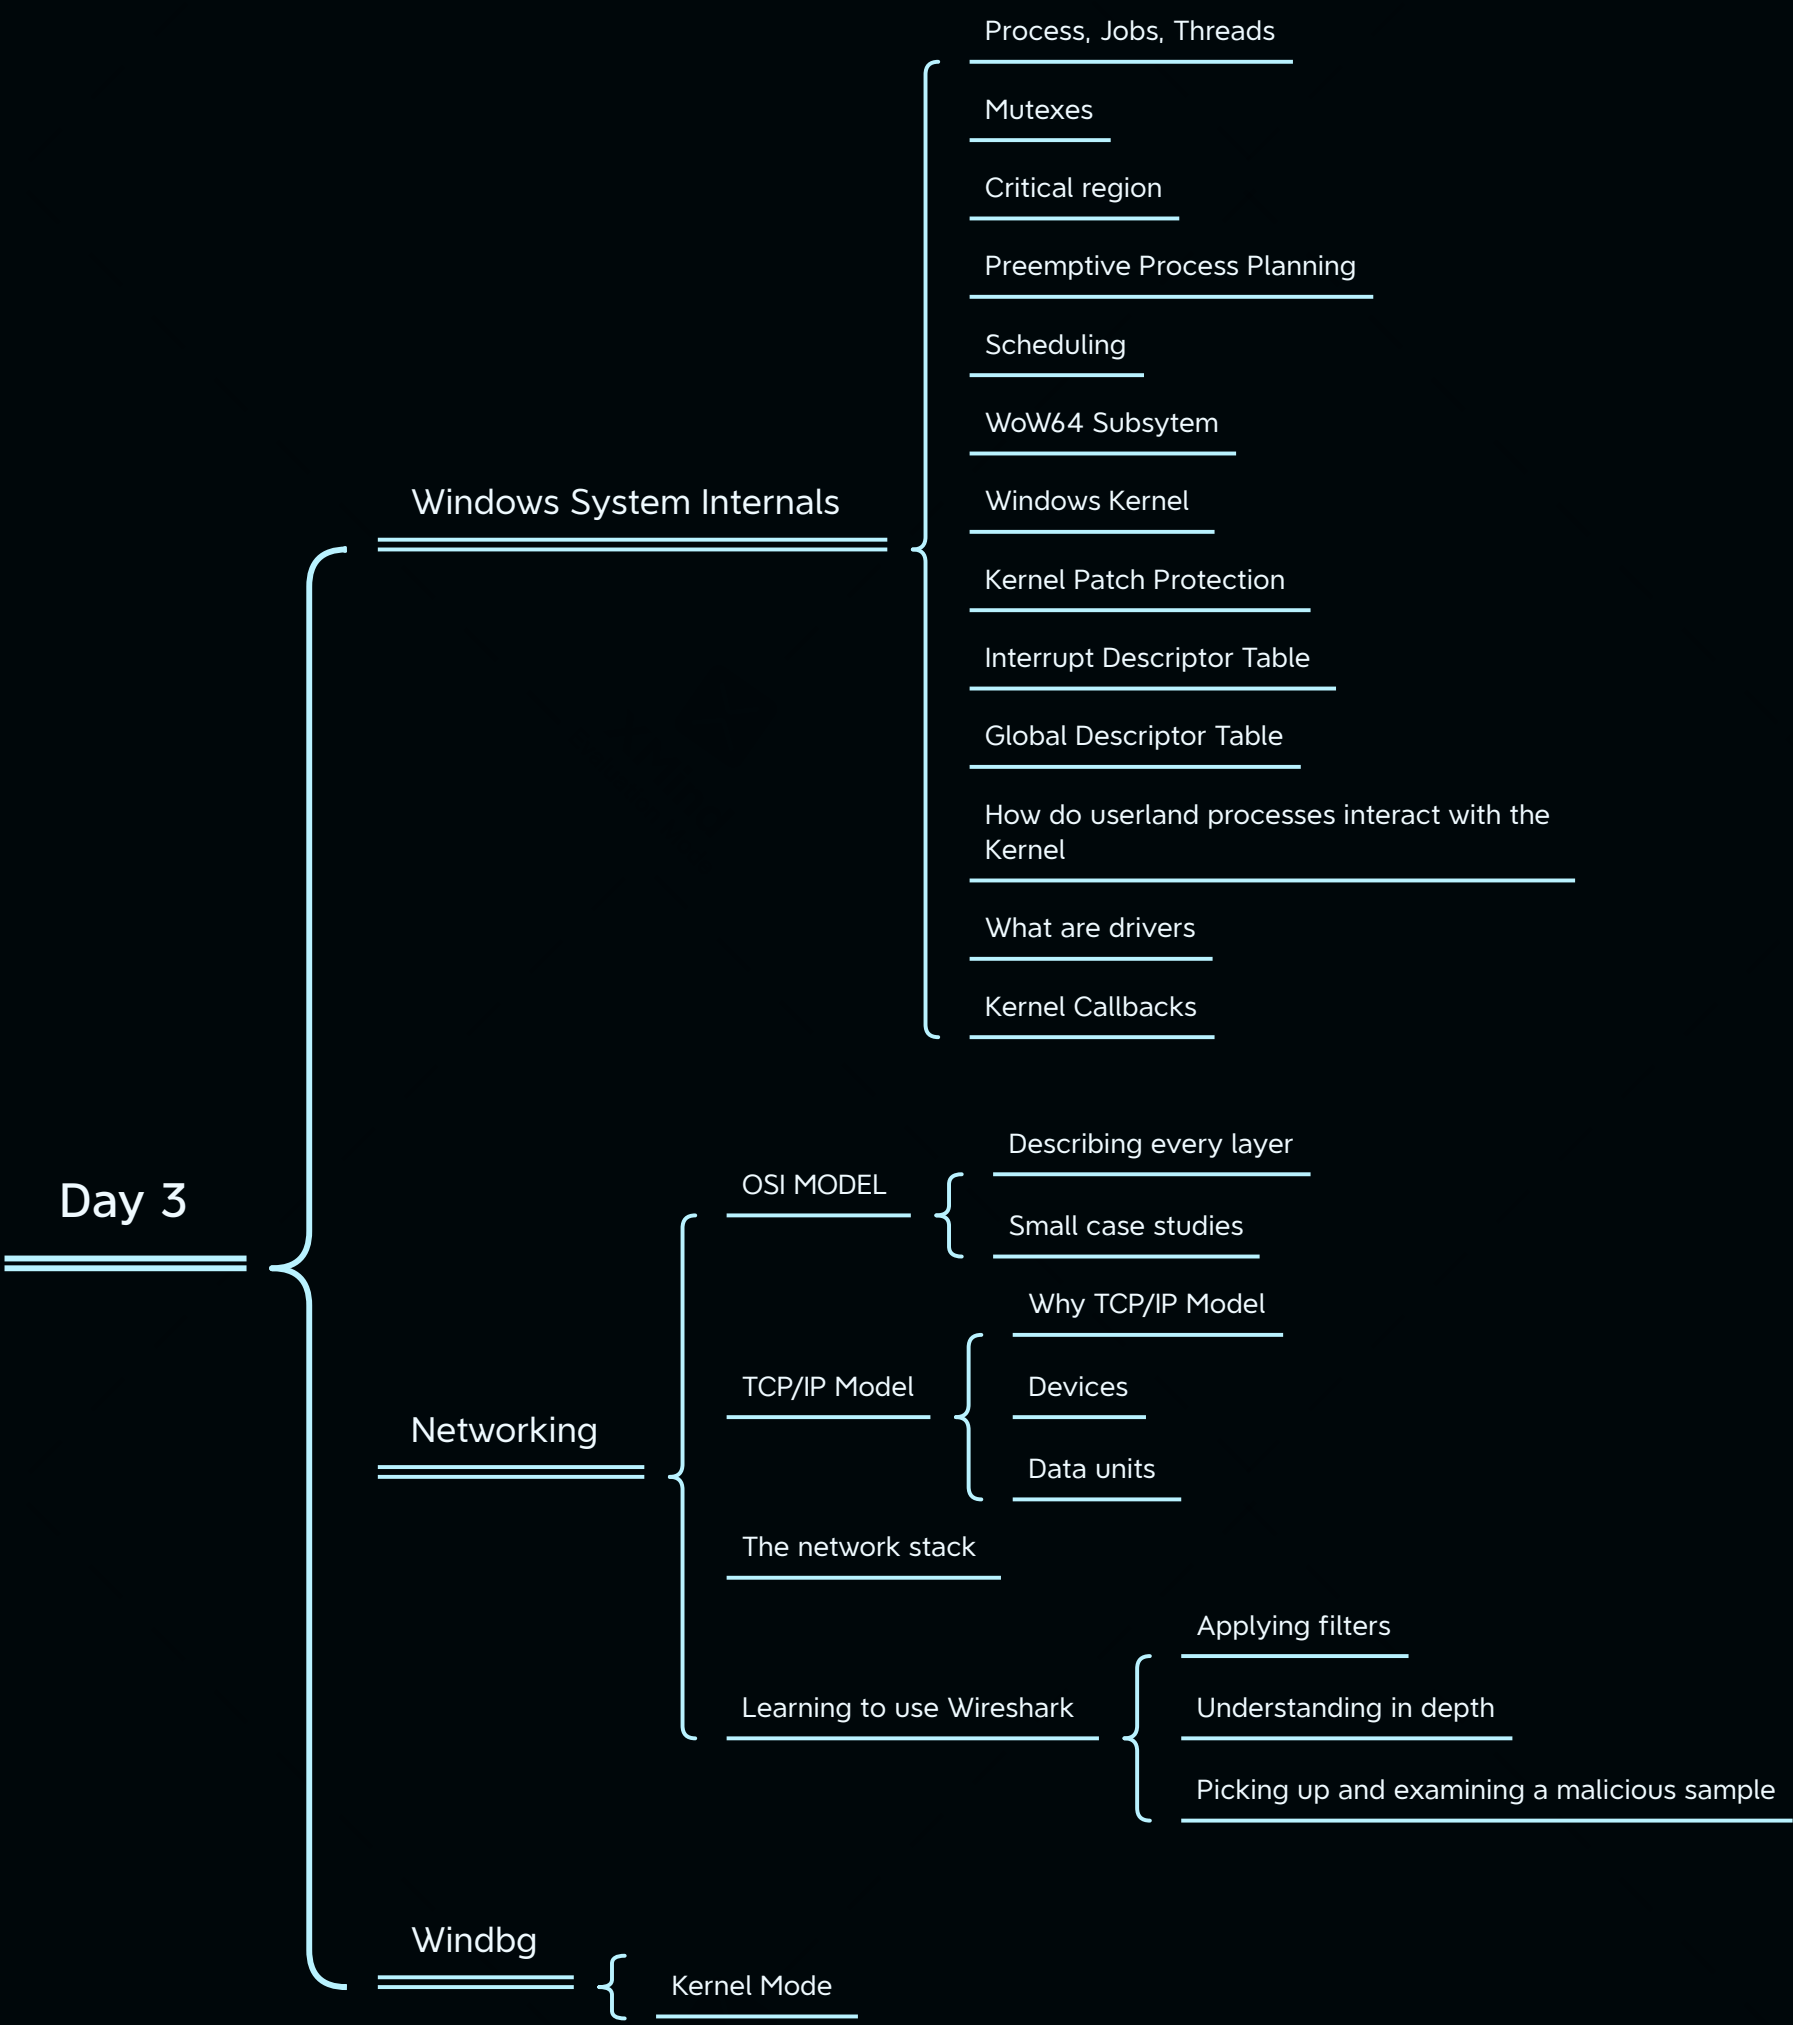 Process, Jobs, Threads
Mutexes
Critical region
Preemptive Process Planning
Scheduling
WoW64 Subsytem
Windows System Internals
Windows Kernel
Kernel Patch Protection
Interrupt Descriptor Table
Global Descriptor Table
How do userland processes interact with the
Kernel
What are drivers
Kernel Callbacks
Day 3
Describing every layer
OSI MODEL
Small case studies
Why TCP/IP Model
TCP/IP Model
Devices
Data units
Networking
The network stack
Applying filters
Learning to use Wireshark
Understanding in depth
Picking up and examining a malicious sample
Windbg
Kernel Mode